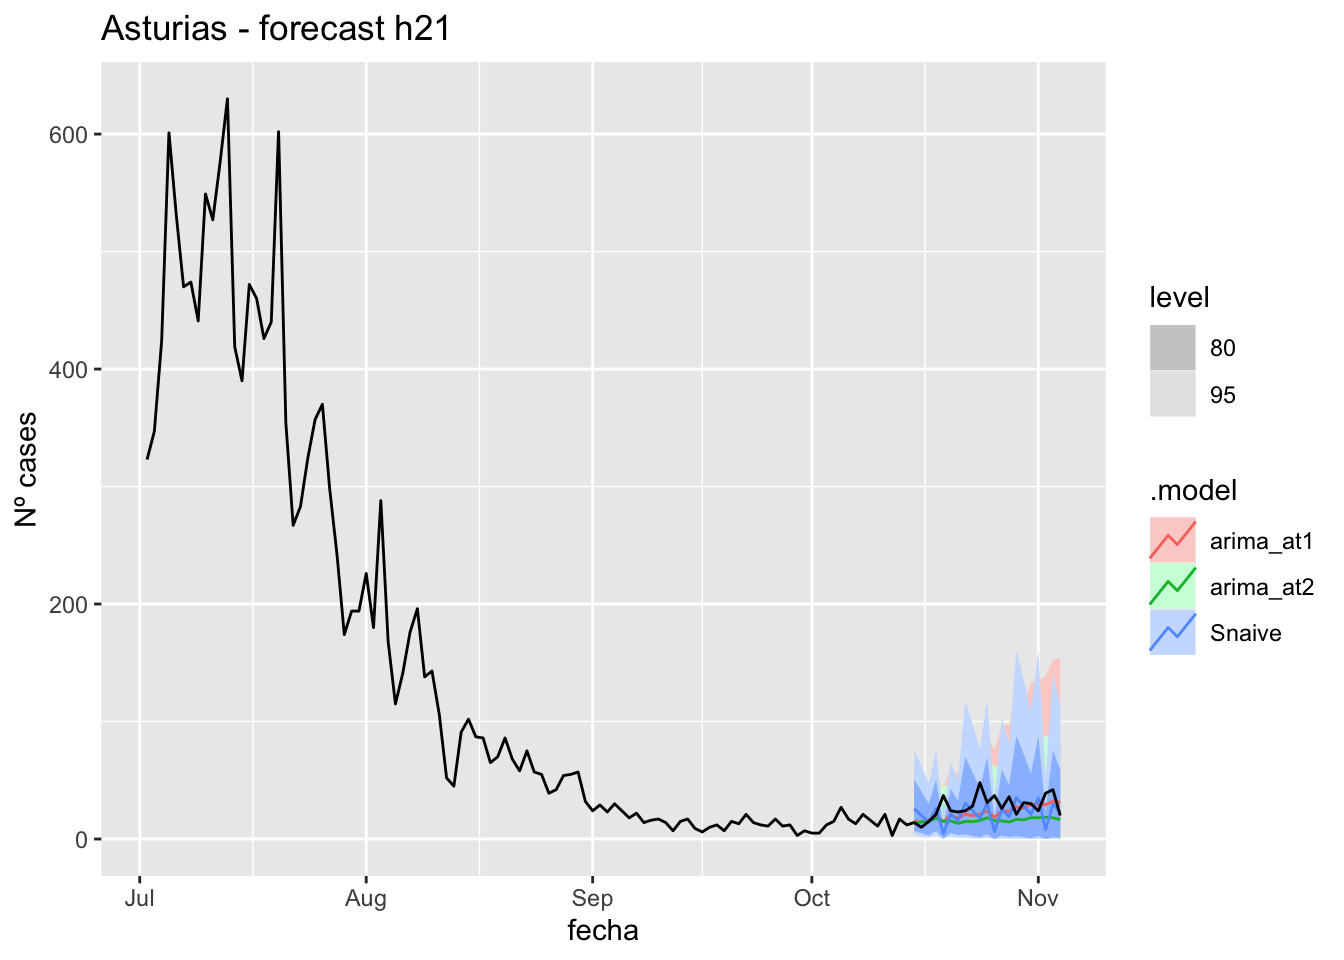 Asturias - forecast h21
Nº cases
600
400
200
0
Jul
Aug
Sep
Oct
Nov
fecha
level
80
95
.model
arima_at1
arima_at2
Snaive